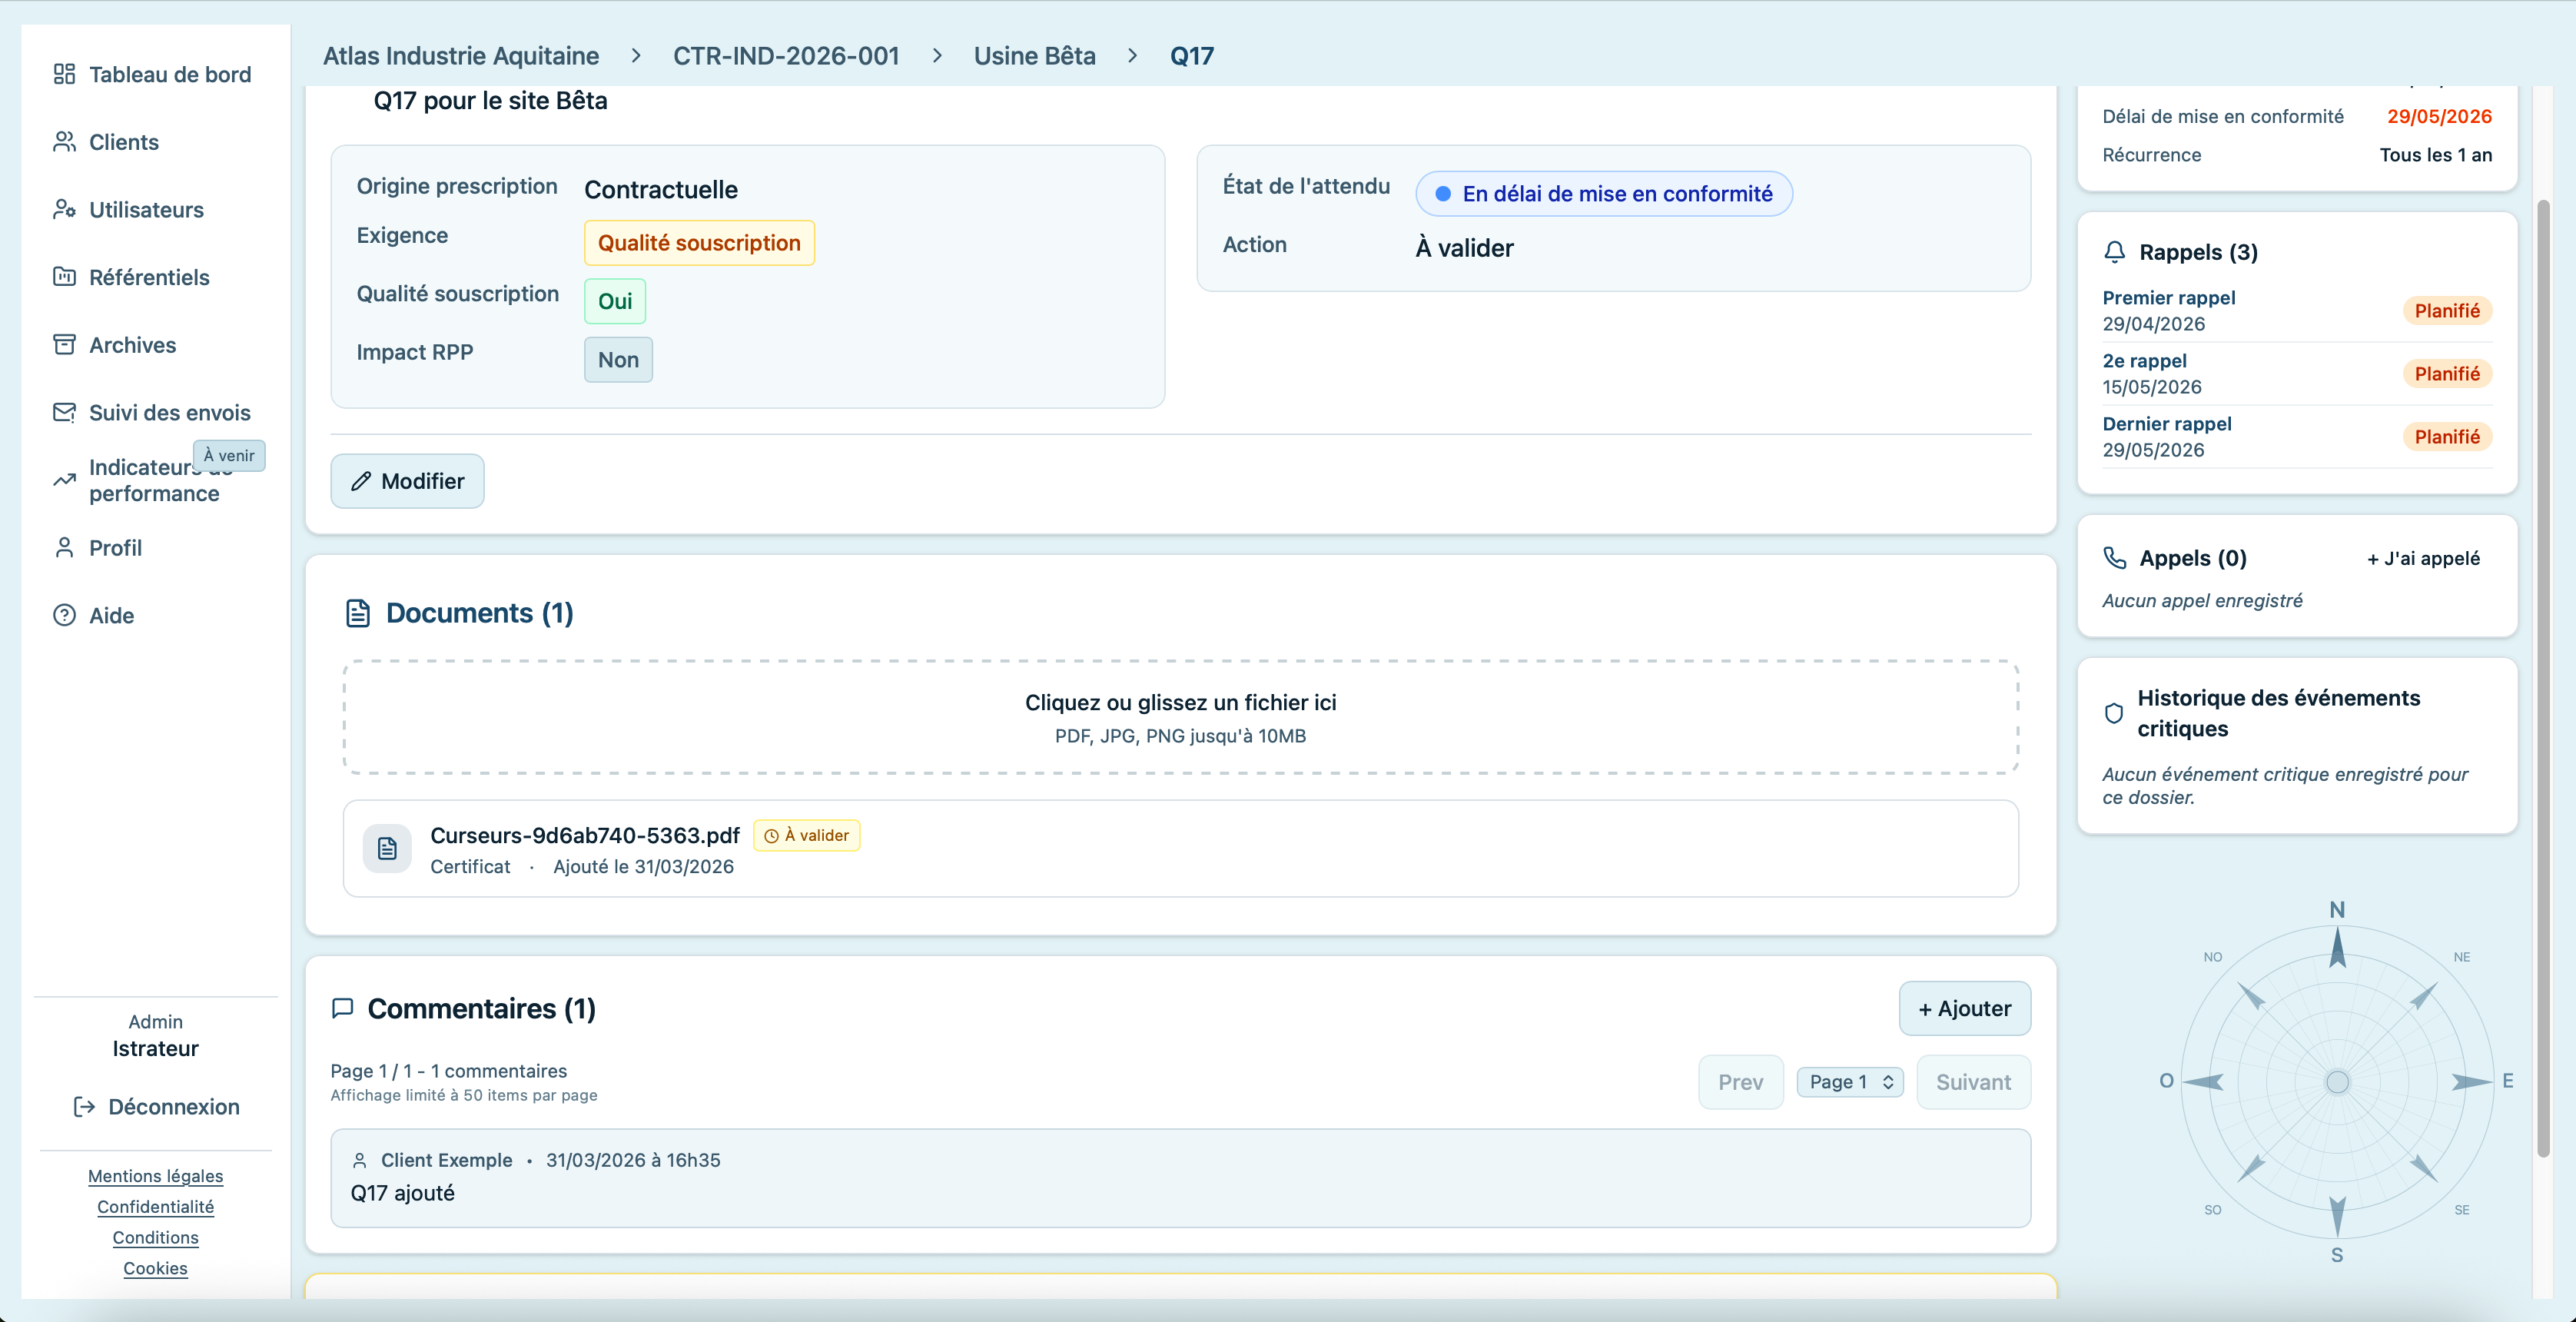 Tableau de bord
Clients
Utilisateurs
Référentiels
Archives
Suivi des envois
À venir
Indicateurs de
performance
Profil
Aide
Admin
Istrateur
Déconnexion
Mentions légales
Confidentialité
Conditions
Cookies
Atlas Industrie Aquitaine > CTR-IND-2026-001 > Usine Bêta > Q17
Q17 pour le site Bêta
Origine prescription Contractuelle
Exigence Qualité souscription
Qualité souscription Oui
Impact RPP Non
État de l'attendu En délai de mise en conformité
Action À valider
Modifier
Documents (1)
Cliquez ou glissez un fichier ici
PDF, JPG, PNG jusqu'à 10MB
Curseurs-9d6ab740-5363.pdf À valider
Certificat · Ajouté le 31/03/2026
Commentaires (1)
+ Ajouter
Page 1 / 1 - 1 commentaires
Affichage limité à 50 items par page
Prev Page 1 Suivant
Client Exemple • 31/03/2026 à 16h35
Q17 ajouté
Délai de mise en conformité 29/05/2026
Récurrence Tous les 1 an
Rappels (3)
Premier rappel
29/04/2026
Planifié
2e rappel
15/05/2026
Planifié
Dernier rappel
29/05/2026
Planifié
Appels (0) + J'ai appelé
Aucun appel enregistré
Historique des événements
critiques
Aucun événement critique enregistré pour
ce dossier.
N
NO NE
O E
SO SE
S